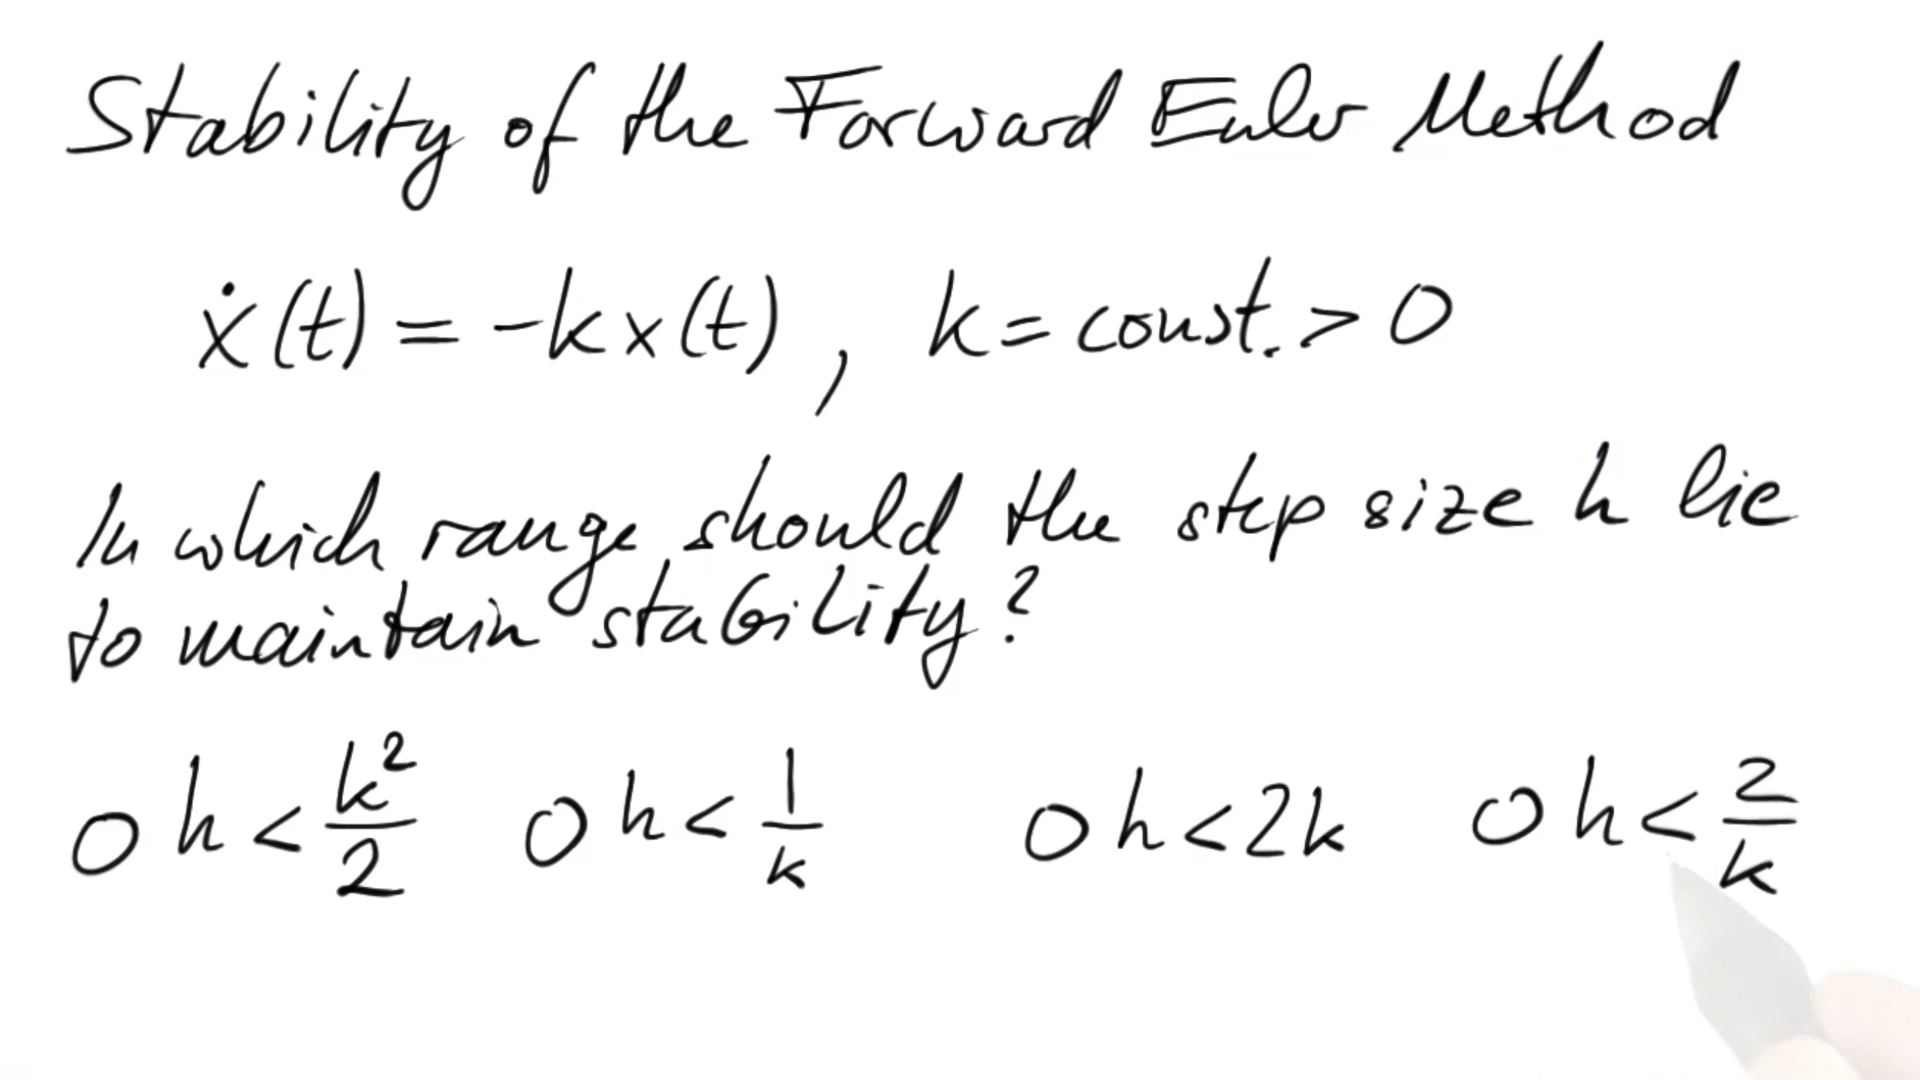 Stability of the Forward Euler Method
ẋ(t) = -kx(t), k = const. > 0
In which range should the step size h lie
to maintain stability?
○ h < k²/2 ○ h < 1/k ○ h < 2k ○ h < 2/k